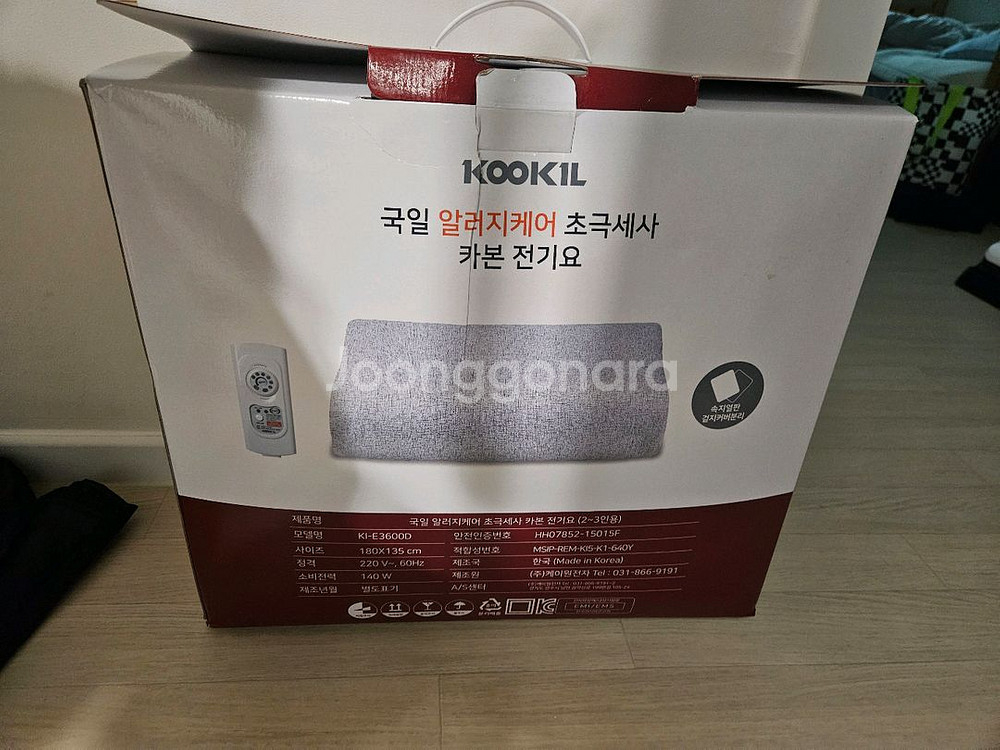 KOOKIL
국일 알러지케어 초극세사
카본 전기요
Joonggonara
속지열판
겉지커버분리
제품명 국일 알러지케어 초극세사 카본 전기요 (2~3인용)
모델명 KI-E3600D 안전인증번호 HH07852-15015F
사이즈 180X135 cm 적합성번호 MSIP-REM-KI5-K1-640Y
정격 220 V~, 60Hz 제조국 한국 (Made in Korea)
소비전력 140 W 제조원 (주)케이원전자 Tel : 031-866-9191
제조년월 별도표기 A/S센터
EMI/EMS